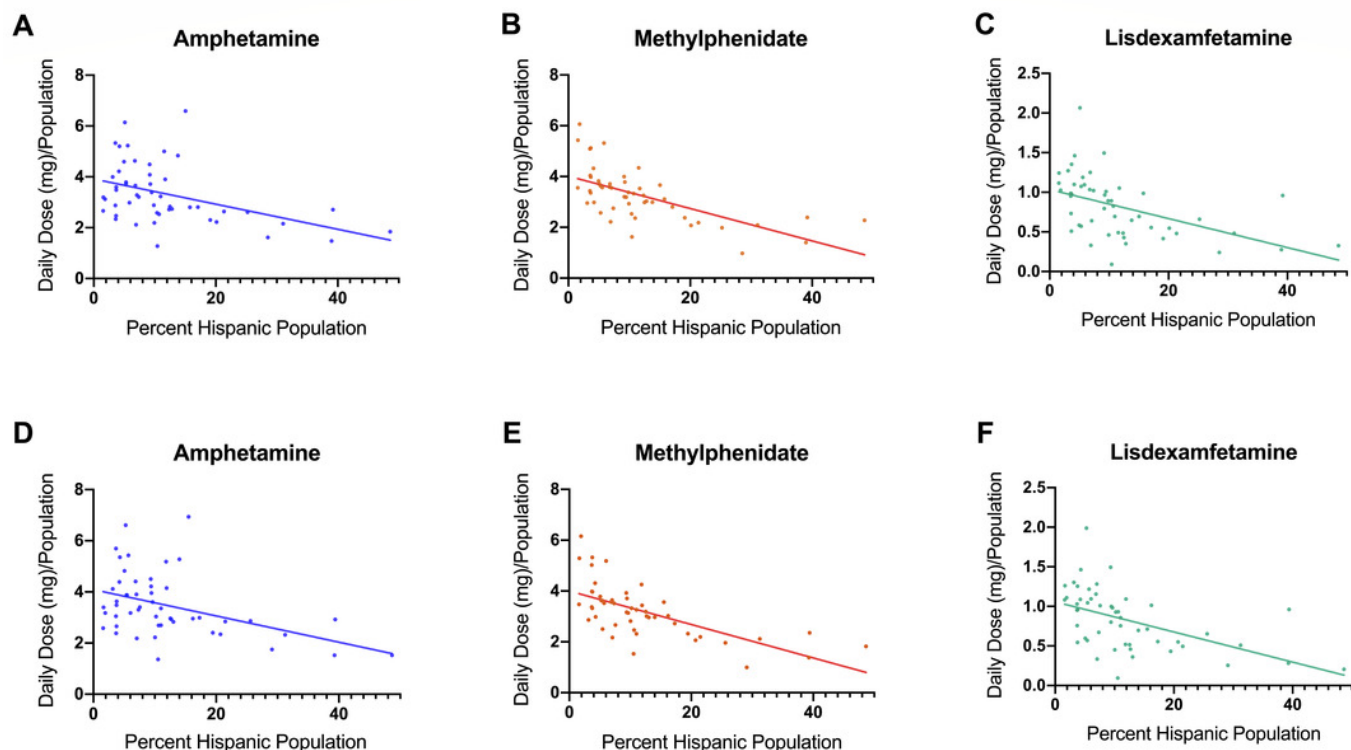 A
Amphetamine
Daily Dose (mg)/Population
8
6
4
2
0
0
20
40
Percent Hispanic Population
B
Methylphenidate
Daily Dose (mg)/Population
8
6
4
2
0
0
20
40
Percent Hispanic Population
C
Lisdexamfetamine
Daily Dose (mg)/Population
2.5
2.0
1.5
1.0
0.5
0.0
0
20
40
Percent Hispanic Population
D
Amphetamine
Daily Dose (mg)/Population
8
6
4
2
0
0
20
40
Percent Hispanic Population
E
Methylphenidate
Daily Dose (mg)/Population
8
6
4
2
0
0
20
40
Percent Hispanic Population
F
Lisdexamfetamine
Daily Dose (mg)/Population
2.5
2.0
1.5
1.0
0.5
0.0
0
20
40
Percent Hispanic Population